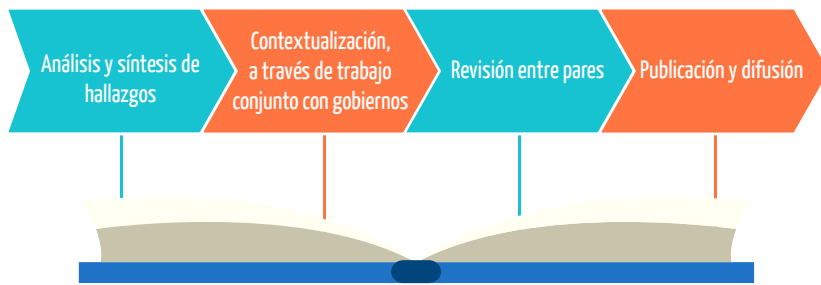 Análisis y síntesis de
hallazgos
Contextualización,
a través de trabajo
conjunto con gobiernos
Revisión entre pares
Publicación y difusión